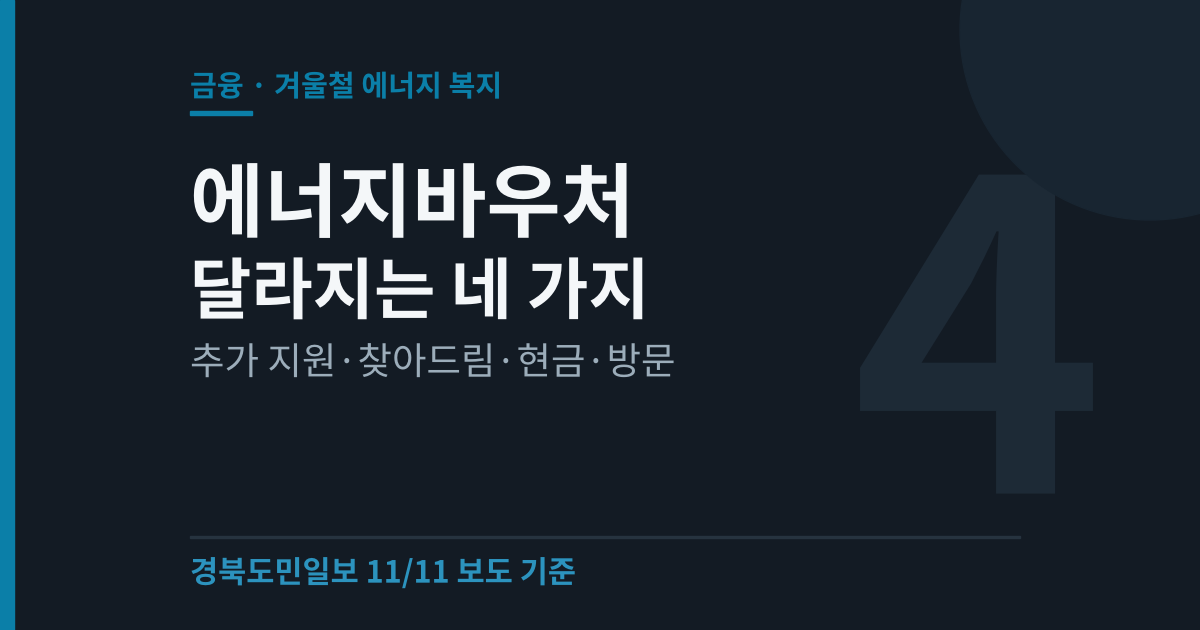 금융 · 겨울철 에너지 복지
에너지바우처
달라지는 네 가지
추가 지원·찾아드림·현금·방문
4
경북도민일보 11/11 보도 기준